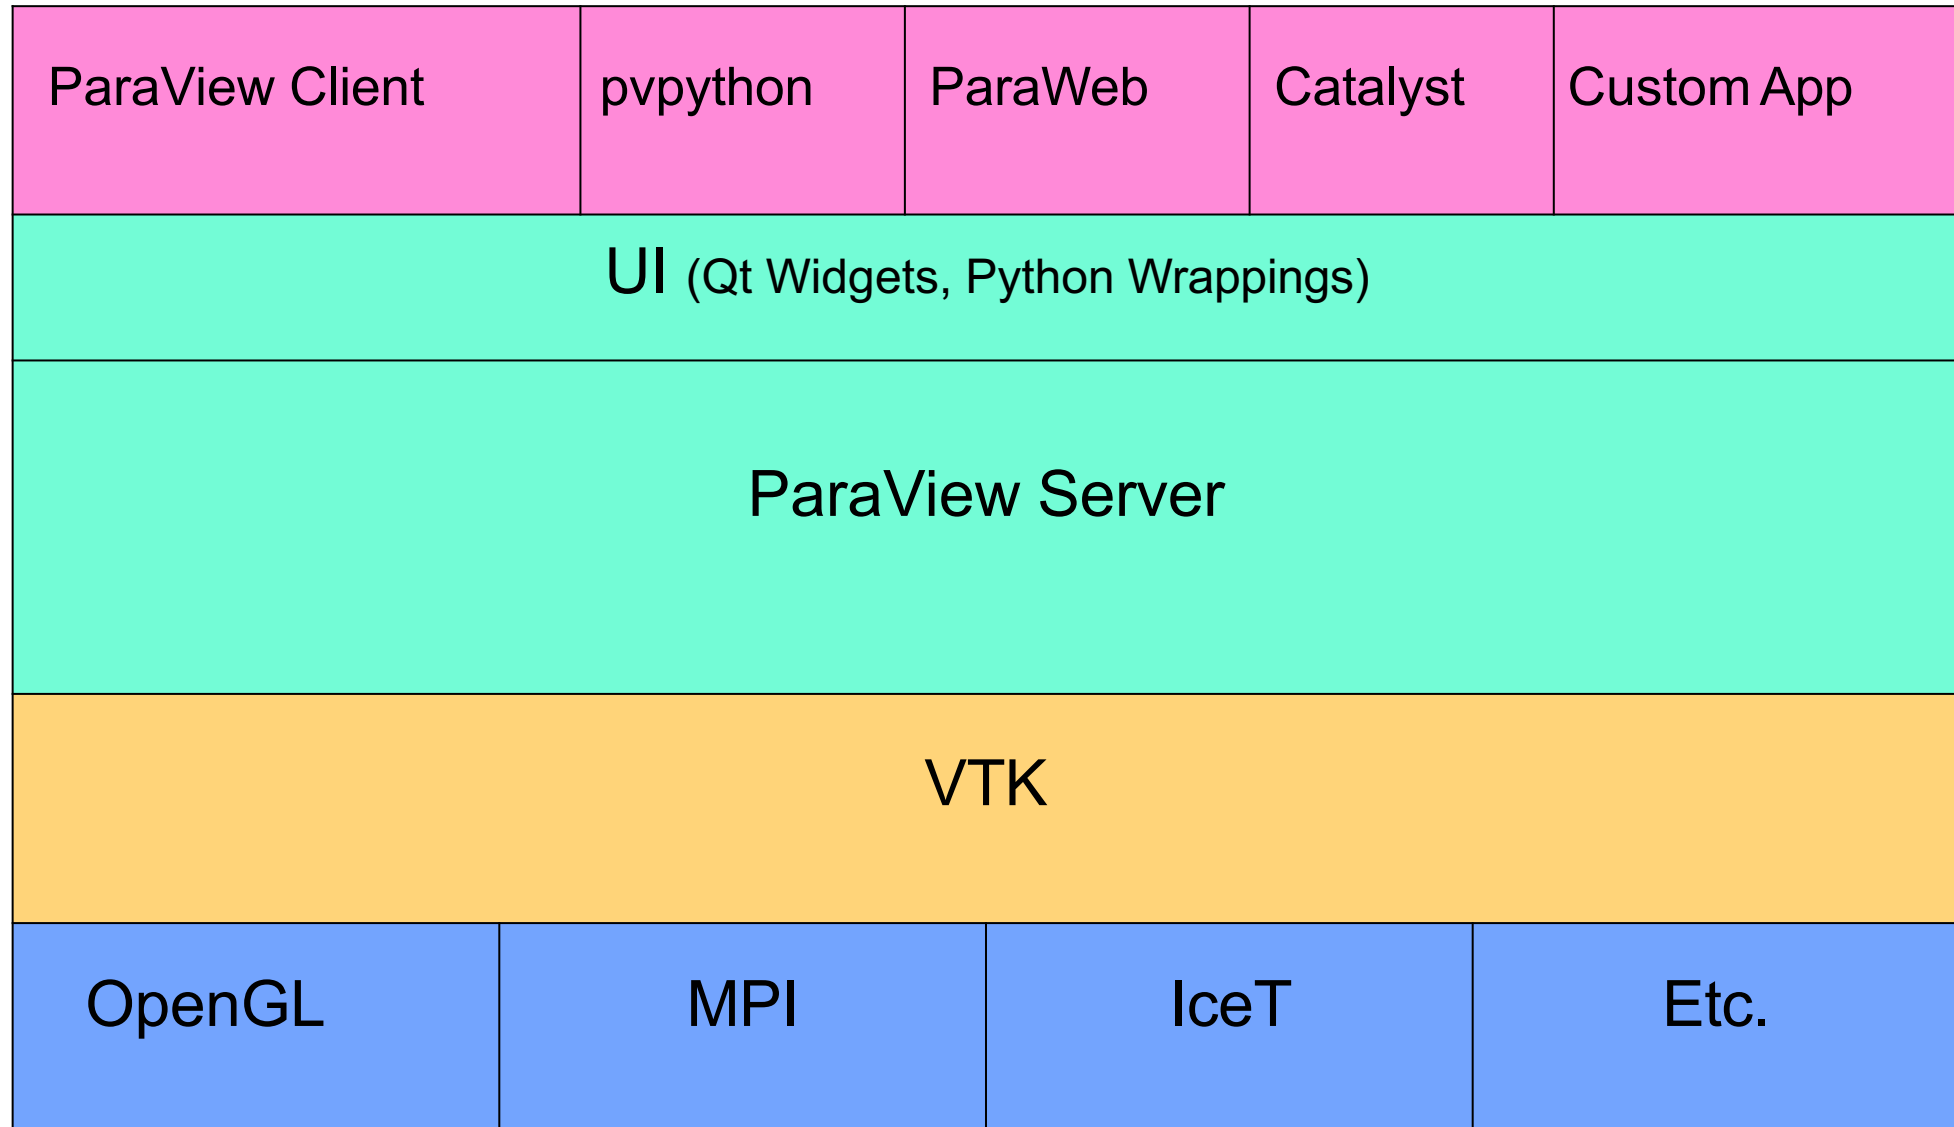 ParaView Client
pvpython
ParaWeb
Catalyst
Custom App
UI (Qt Widgets, Python Wrappings)
ParaView Server
VTK
OpenGL
MPI
IceT
Etc.